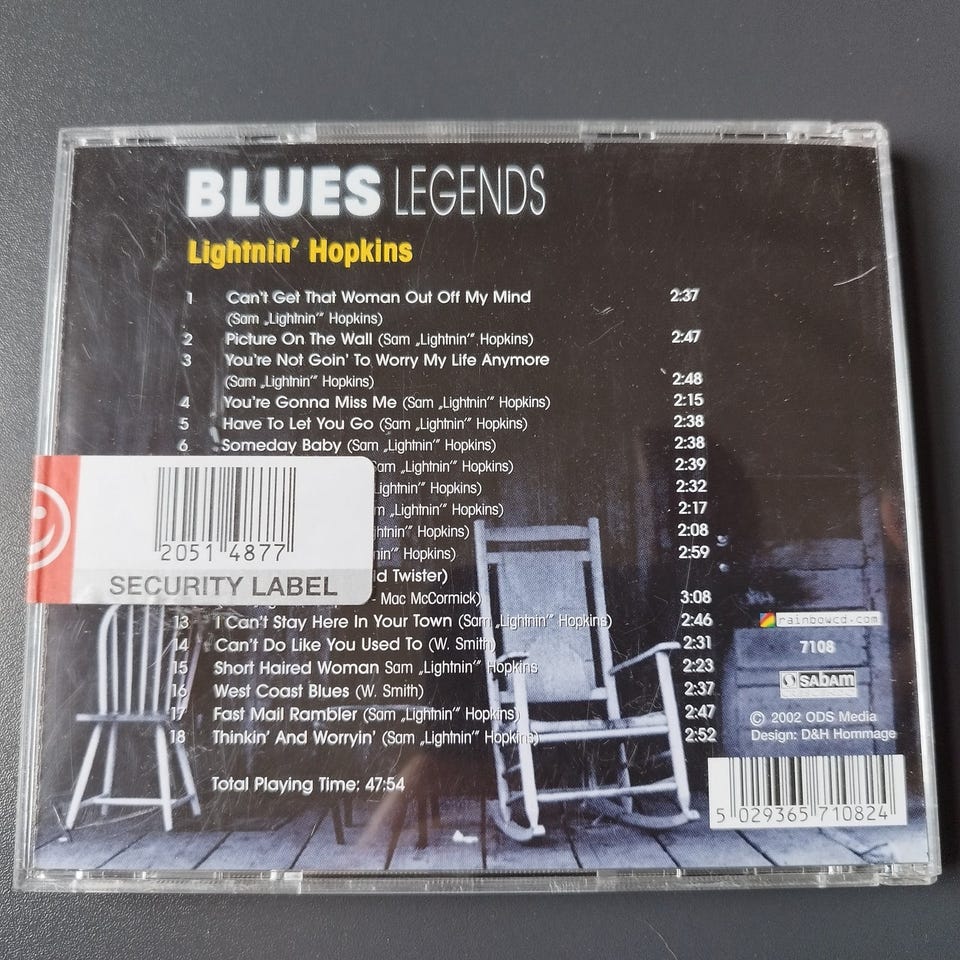 BLUES LEGENDS
Lightnin' Hopkins
1 Can't Get That Woman Out Off My Mind 2:37
(Sam „Lightnin'” Hopkins)
2 Picture On The Wall (Sam „Lightnin'” Hopkins) 2:47
3 You're Not Goin' To Worry My Life Anymore
(Sam „Lightnin'” Hopkins) 2:48
4 You're Gonna Miss Me (Sam „Lightnin'” Hopkins) 2:15
5 Have To Let You Go (Sam „Lightnin'” Hopkins) 2:38
6 Someday Baby (Sam „Lightnin'” Hopkins) 2:38
„Lightnin'” Hopkins) 2:39
Hopkins) 2:32
„Lightnin'” Hopkins) 2:17
Hopkins) 2:08
Hopkins) 2:59
Twister)
- Mac McCormick) 3:08
13 I Can't Stay Here In Your Town (Sam „Lightnin'” Hopkins) 2:46
14 Can't Do Like You Used To (W. Smith) 2:31
15 Short Haired Woman Sam „Lightnin'” Hopkins 2:23
16 West Coast Blues (W. Smith) 2:37
17 Fast Mail Rambler (Sam „Lightnin'” Hopkins) 2:47
18 Thinkin' And Worryin' (Sam „Lightnin'” Hopkins) 2:52
Total Playing Time: 47:54
2051 4877
SECURITY LABEL
rainbowcd.com
7108
sabam
© 2002 ODS Media
Design: D&H Hommage
5 029365 710824